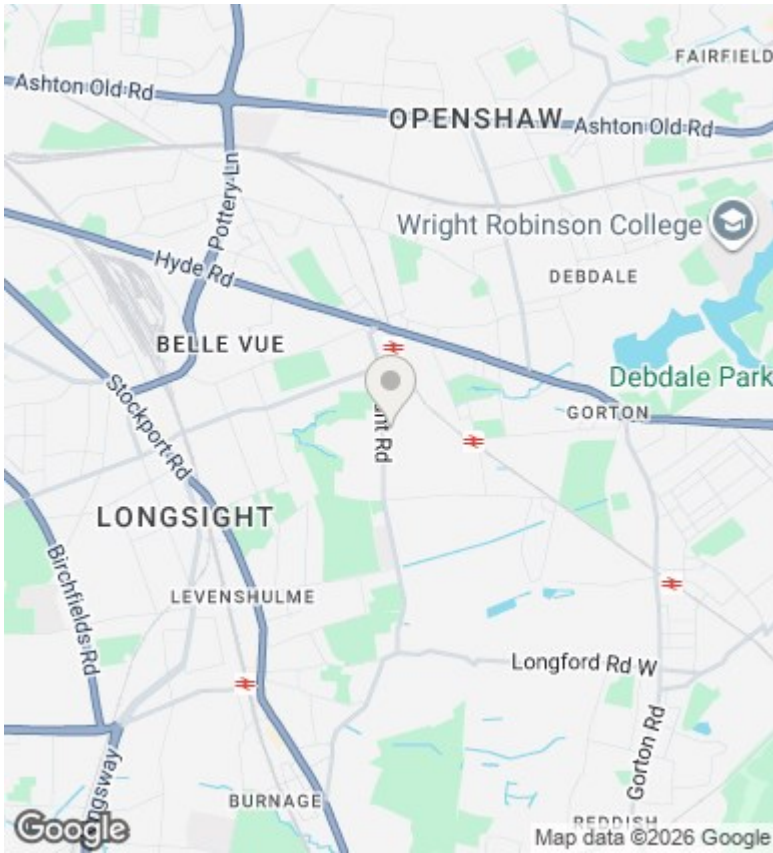 FAIRFIELD
Ashton Old Rd
OPENSHAW
Ashton Old Rd
Pottery Ln
Wright Robinson College
Hyde Rd
DEBDALE
BELLE VUE
Debdale Park
Stockport Rd
GORTON
Rd
LONGSIGHT
Birchfields Rd
LEVENSHULME
Longford Rd W
Gorton Rd
BURNAGE
REDDISH
Google
Map data ©2026 Google